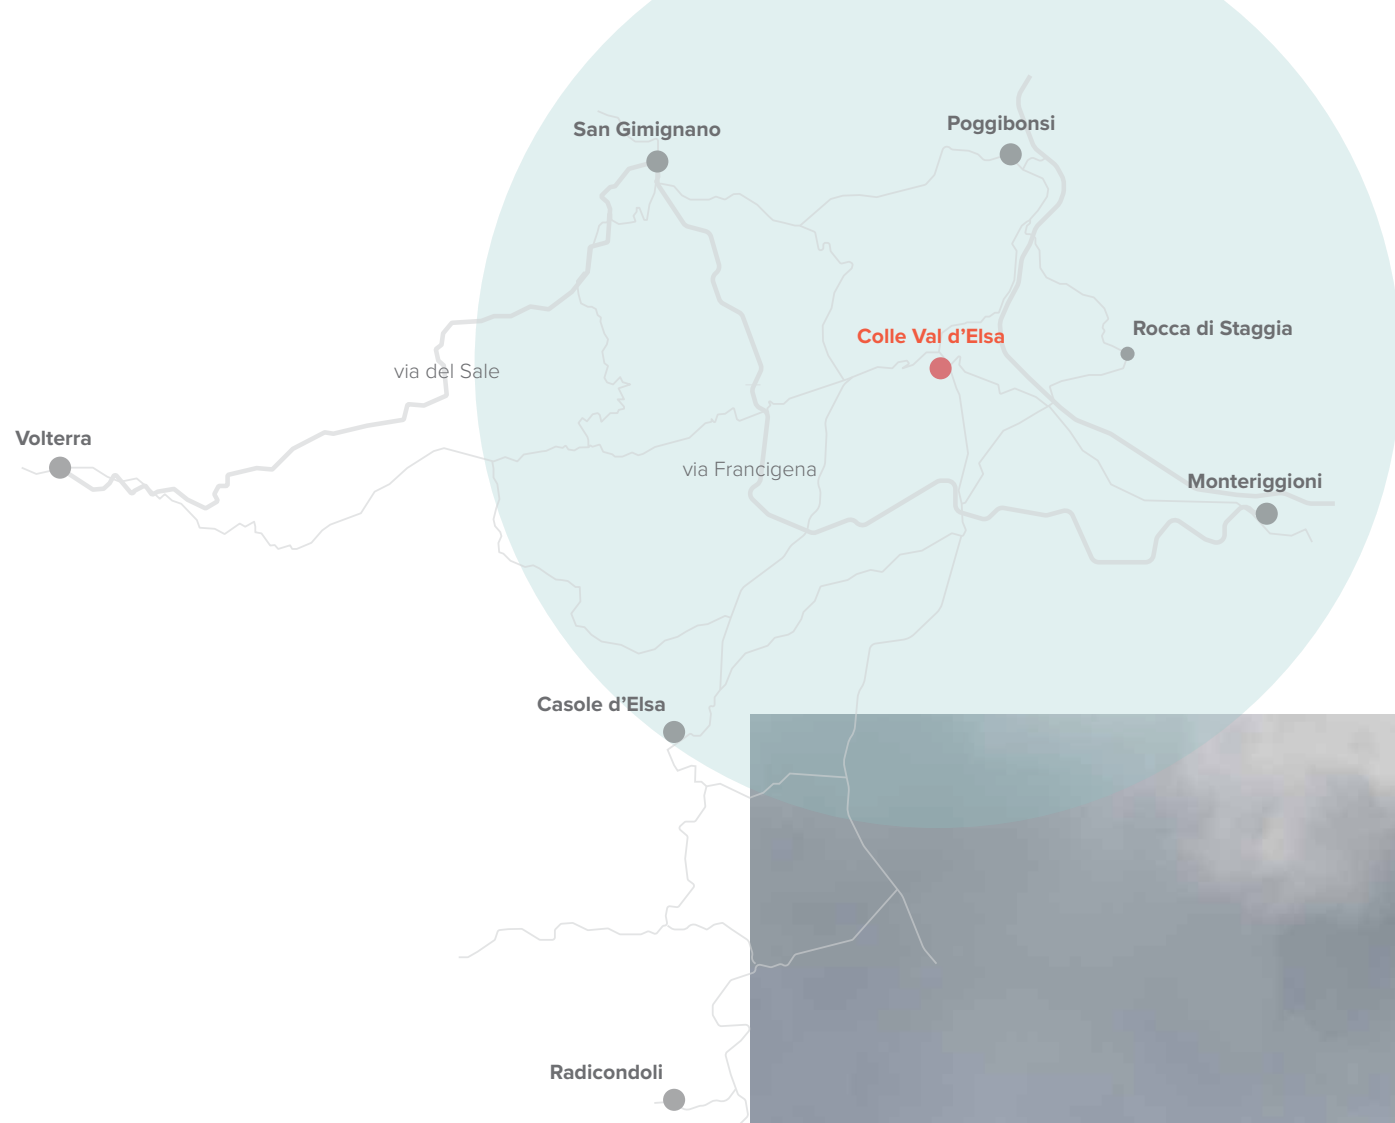 Poggibonsi
San Gimignano
Rocca di Staggia
Colle Val d’Elsa
via del Sale
Volterra
via Francigena
Monteriggioni
Casole d’Elsa
Radicondoli